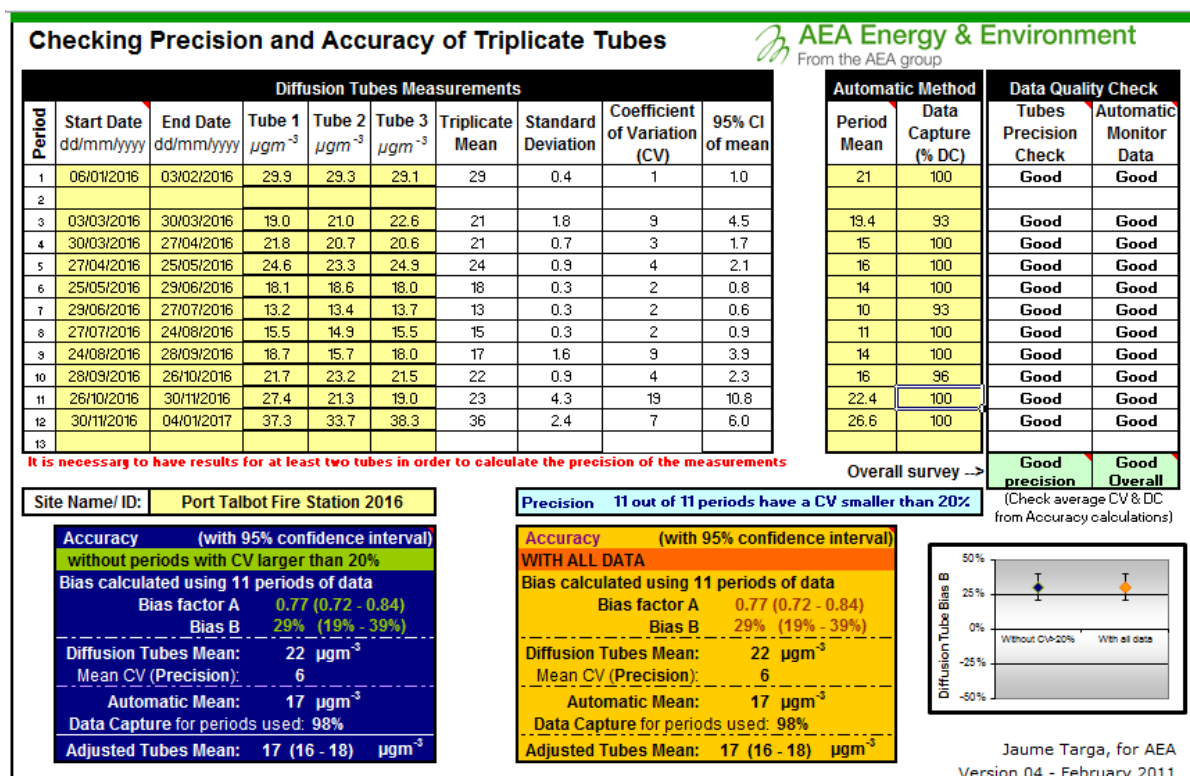 Checking Precision and Accuracy of Triplicate Tubes
AEA Energy & Environment
From the AEA group
Diffusion Tubes Measurements
Automatic Method
Data Quality Check
Period
Start Date dd/mm/yyyy
End Date dd/mm/yyyy
Tube 1 µgm⁻³
Tube 2 µgm⁻³
Tube 3 µgm⁻³
Triplicate Mean
Standard Deviation
Coefficient of Variation (CV)
95% CI of mean
Period Mean
Data Capture (% DC)
Tubes Precision Check
Automatic Monitor Data
1 06/01/2016 03/02/2016 29.9 29.3 29.1 29 0.4 1 1.0 21 100 Good Good
2
3 03/03/2016 30/03/2016 19.0 21.0 22.6 21 1.8 9 4.5 19.4 93 Good Good
4 30/03/2016 27/04/2016 21.8 20.7 20.6 21 0.7 3 1.7 15 100 Good Good
5 27/04/2016 25/05/2016 24.6 23.3 24.9 24 0.9 4 2.1 16 100 Good Good
6 25/05/2016 29/06/2016 18.1 18.6 18.0 18 0.3 2 0.8 14 100 Good Good
7 29/06/2016 27/07/2016 13.2 13.4 13.7 13 0.3 2 0.6 10 93 Good Good
8 27/07/2016 24/08/2016 15.5 14.9 15.5 15 0.3 2 0.9 11 100 Good Good
9 24/08/2016 28/09/2016 18.7 15.7 18.0 17 1.6 9 3.9 14 100 Good Good
10 28/09/2016 26/10/2016 21.7 23.2 21.5 22 0.9 4 2.3 16 96 Good Good
11 26/10/2016 30/11/2016 27.4 21.3 19.0 23 4.3 19 10.8 22.4 100 Good Good
12 30/11/2016 04/01/2017 37.3 33.7 38.3 36 2.4 7 6.0 26.6 100 Good Good
13
It is necessary to have results for at least two tubes in order to calculate the precision of the measurements
Overall survey -->
Good precision
Good Overall
(Check average CV & DC
from Accuracy calculations)
Site Name/ ID: Port Talbot Fire Station 2016
Precision 11 out of 11 periods have a CV smaller than 20%
Accuracy (with 95% confidence interval)
without periods with CV larger than 20%
Bias calculated using 11 periods of data
Bias factor A 0.77 (0.72 - 0.84)
Bias B 29% (19% - 39%)
Diffusion Tubes Mean: 22 µgm⁻³
Mean CV (Precision): 6
Automatic Mean: 17 µgm⁻³
Data Capture for periods used: 98%
Adjusted Tubes Mean: 17 (16 - 18) µgm⁻³
Accuracy (with 95% confidence interval)
WITH ALL DATA
Bias calculated using 11 periods of data
Bias factor A 0.77 (0.72 - 0.84)
Bias B 29% (19% - 39%)
Diffusion Tubes Mean: 22 µgm⁻³
Mean CV (Precision): 6
Automatic Mean: 17 µgm⁻³
Data Capture for periods used: 98%
Adjusted Tubes Mean: 17 (16 - 18) µgm⁻³
Diffusion Tube Bias B
50%
25%
0%
-25%
-50%
Without CV>20%
With all data
Jaume Targa, for AEA
Version 04 - February 2011